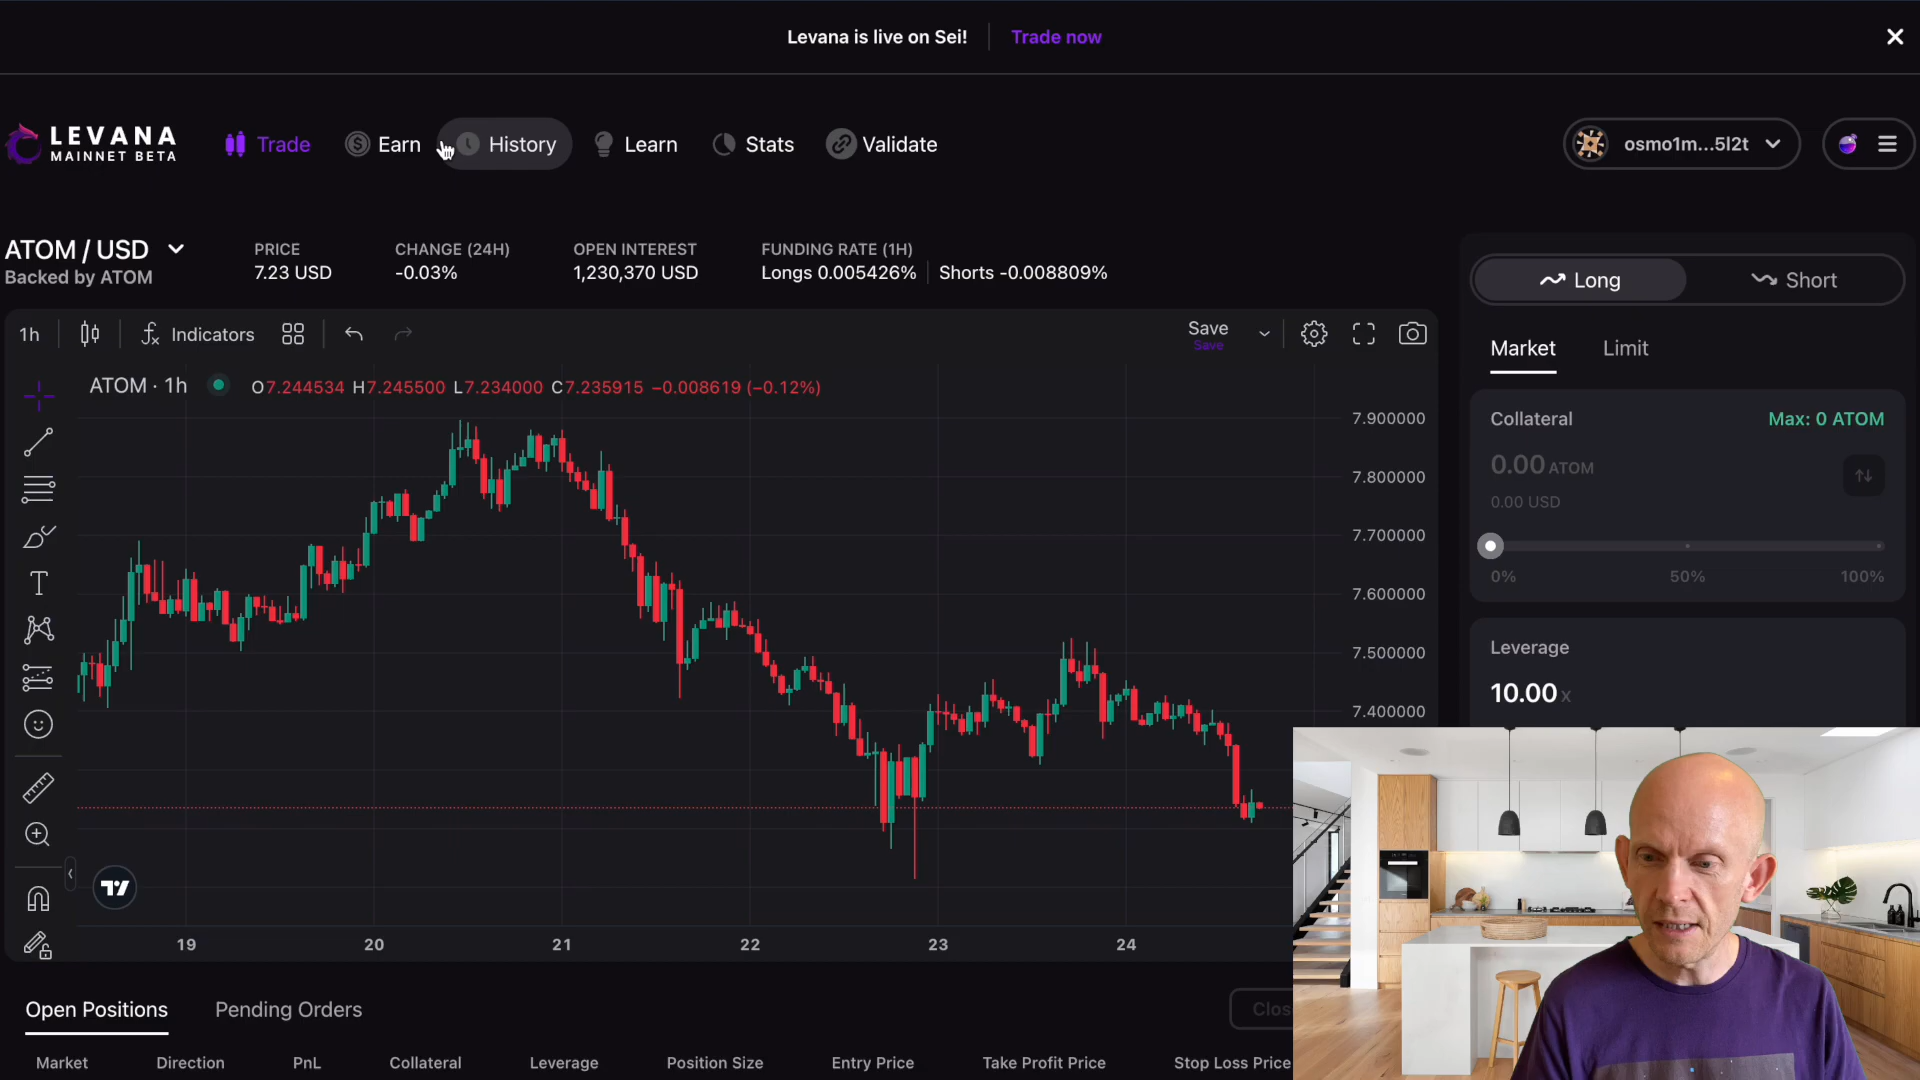 Levana is live on Sei!
Trade now
LEVANA
MAINNET BETA
Trade
Earn
History
Learn
Stats
Validate
osmo1m...5l2t
ATOM / USD
Backed by ATOM
PRICE
7.23 USD
CHANGE (24H)
-0.03%
OPEN INTEREST
1,230,370 USD
FUNDING RATE (1H)
Longs 0.005426%
Shorts -0.008809%
Long
Short
1h
Indicators
Save
Save
Market
Limit
ATOM · 1h
O7.244534 H7.245500 L7.234000 C7.235915 −0.008619 (−0.12%)
Collateral
Max: 0 ATOM
0.00 ATOM
0.00 USD
0%
50%
100%
Leverage
10.00x
7.900000
7.800000
7.700000
7.600000
7.500000
7.400000
19
20
21
22
23
24
Open Positions
Pending Orders
Clos
Market
Direction
PnL
Collateral
Leverage
Position Size
Entry Price
Take Profit Price
Stop Loss Price